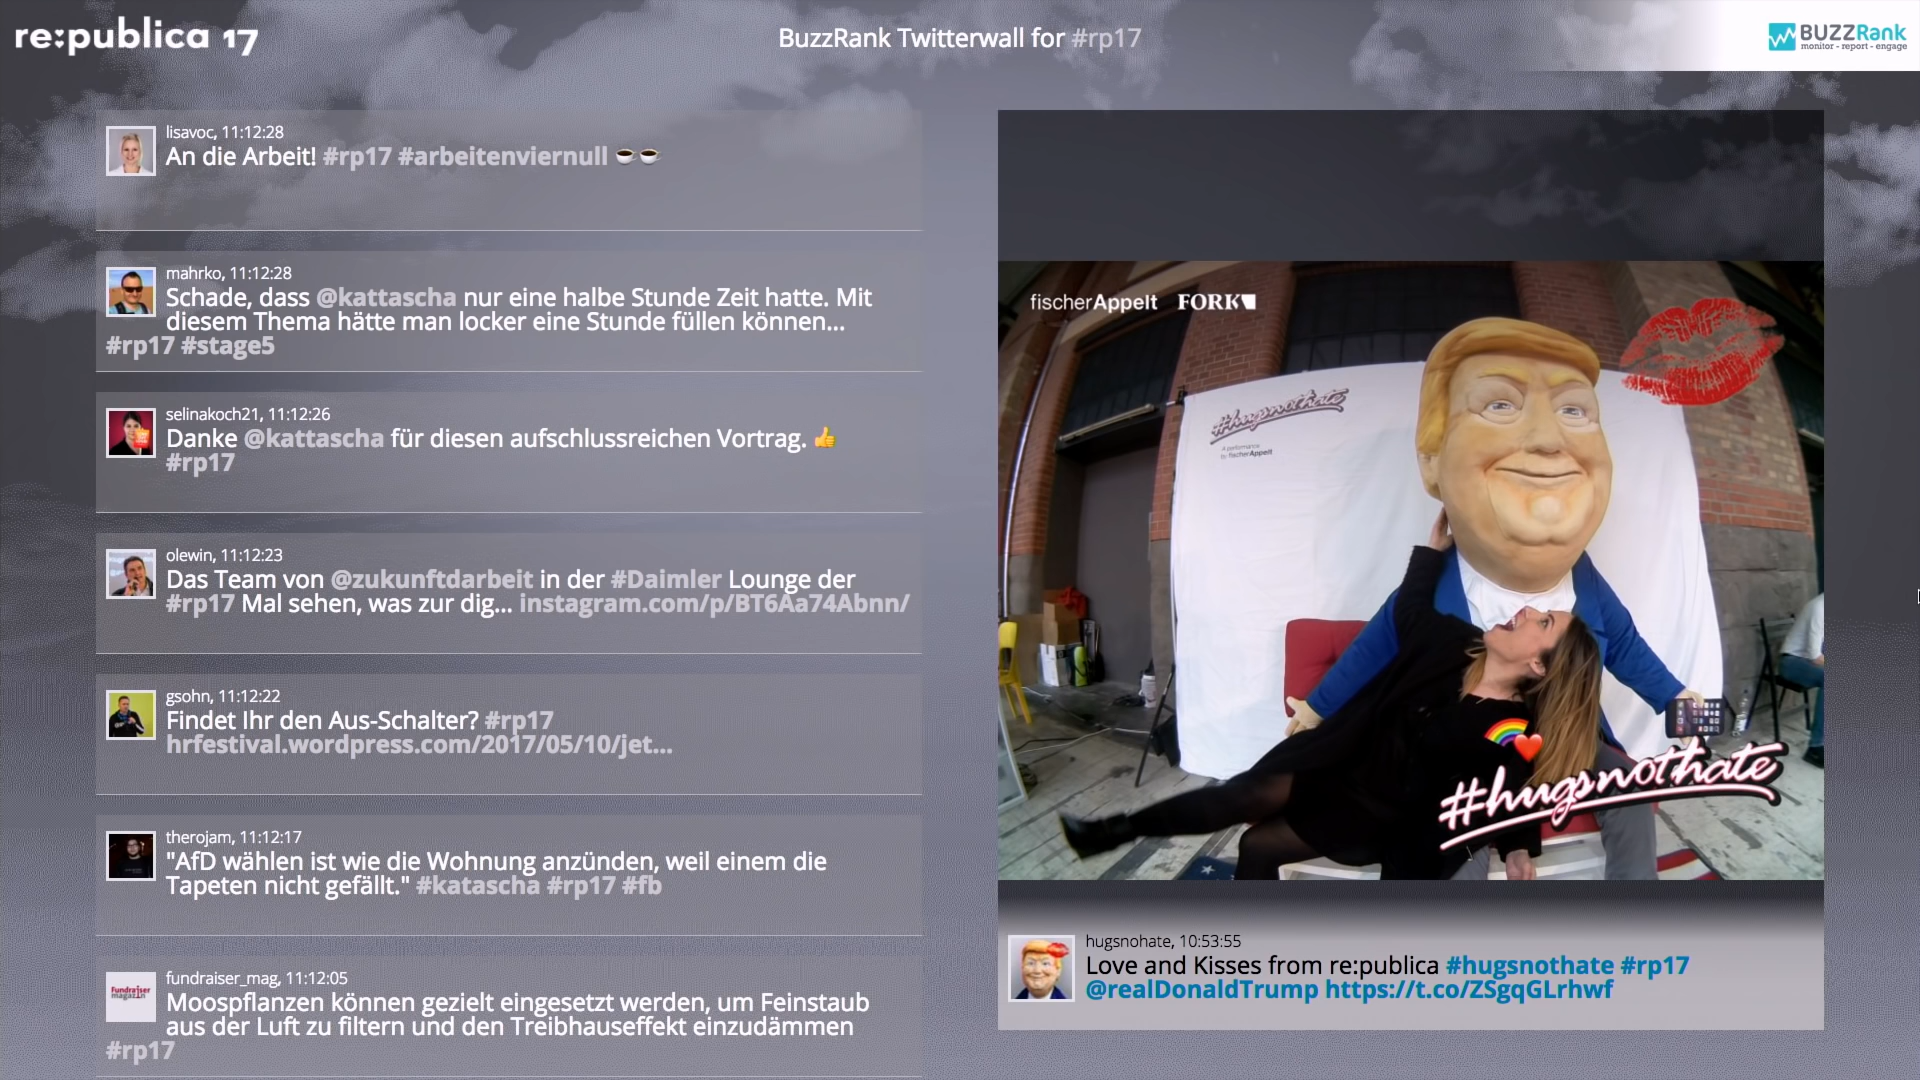 re:publica 17
BuzzRank Twitterwall for #rp17
BUZZRank
monitor - report - engage
lisavoc, 11:12:28
An die Arbeit! #rp17 #arbeitenviernull ☕☕
mahrko, 11:12:28
Schade, dass @kattascha nur eine halbe Stunde Zeit hatte. Mit
diesem Thema hätte man locker eine Stunde füllen können...
#rp17 #stage5
selinakoch21, 11:12:26
Danke @kattascha für diesen aufschlussreichen Vortrag. 👍
#rp17
olewin, 11:12:23
Das Team von @zukunftdarbeit in der #Daimler Lounge der
#rp17 Mal sehen, was zur dig... instagram.com/p/BT6Aa74Abnn/
gsohn, 11:12:22
Findet Ihr den Aus-Schalter? #rp17
hrfestival.wordpress.com/2017/05/10/jet...
therojam, 11:12:17
"AfD wählen ist wie die Wohnung anzünden, weil einem die
Tapeten nicht gefällt." #katascha #rp17 #fb
Fundraiser
magazin
fundraiser_mag, 11:12:05
Moospflanzen können gezielt eingesetzt werden, um Feinstaub
aus der Luft zu filtern und den Treibhauseffekt einzudämmen
#rp17
fischerAppelt FORK
#hugsnothate
A performance
by fischerAppelt
#hugsnothate
hugsnohate, 10:53:55
Love and Kisses from re:publica #hugsnothate #rp17
@realDonaldTrump https://t.co/ZSgqGLrhwf